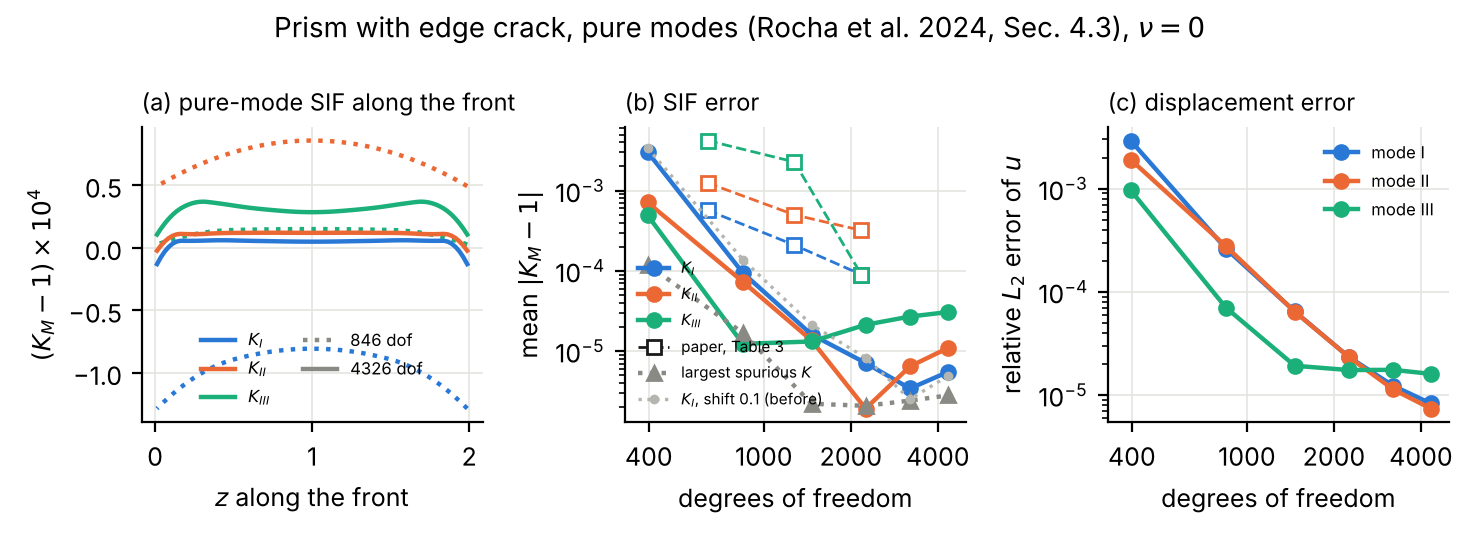 Prism with edge crack, pure modes (Rocha et al. 2024, Sec. 4.3), ν = 0
(a) pure-mode SIF along the front
(K_M − 1) × 10^4
0.5
0.0
−0.5
−1.0
K_I
K_II
K_III
846 dof
4326 dof
0
1
2
z along the front
(b) SIF error
mean |K_M − 1|
10^−3
10^−4
10^−5
K_I
K_II
K_III
paper, Table 3
largest spurious K
K_I, shift 0.1 (before)
400
1000
2000
4000
degrees of freedom
(c) displacement error
relative L_2 error of u
10^−3
10^−4
10^−5
mode I
mode II
mode III
400
1000
2000
4000
degrees of freedom